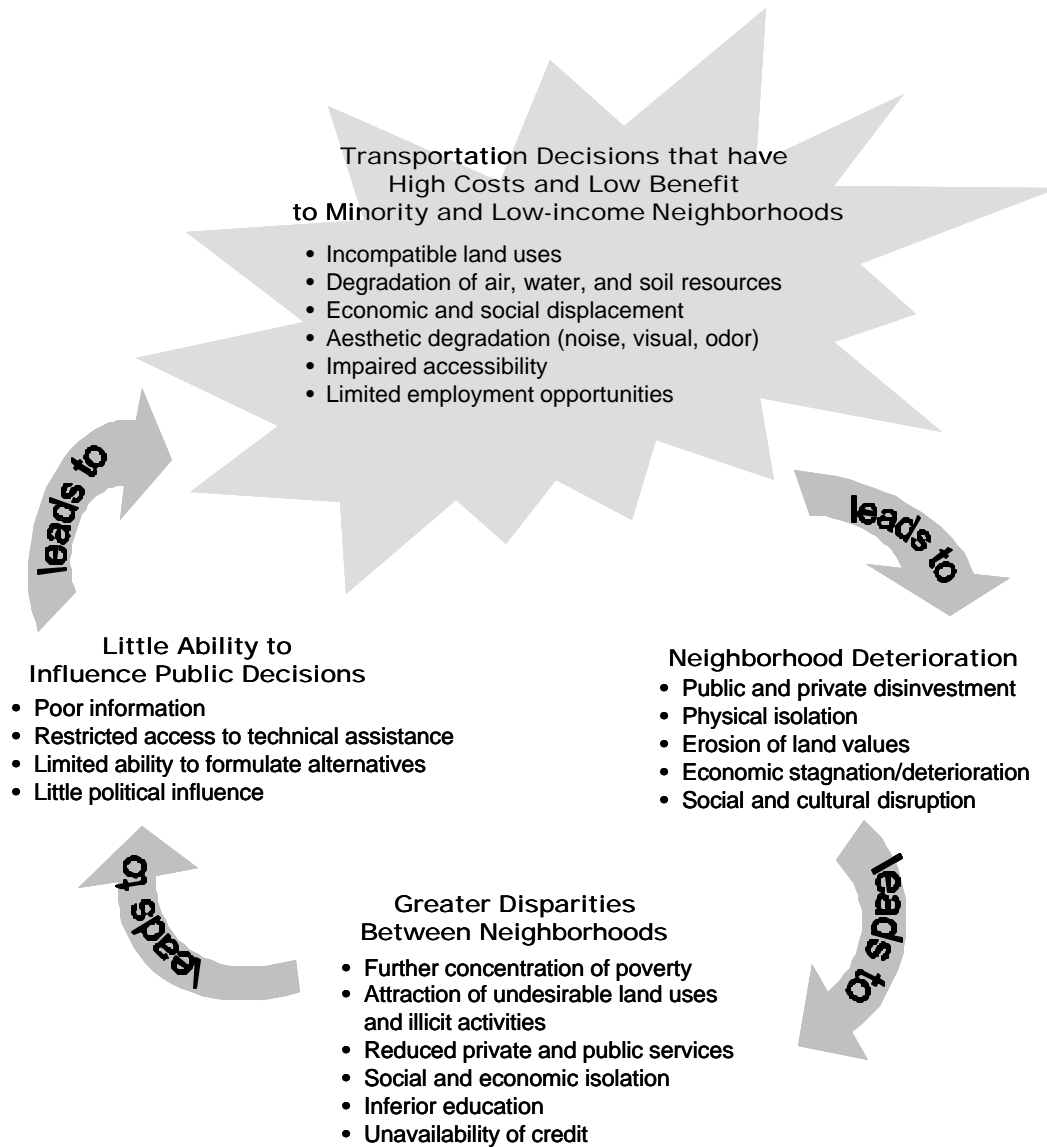 Transportation Decisions that have
High Costs and Low Benefit
to Minority and Low-income Neighborhoods
• Incompatible land uses
• Degradation of air, water, and soil resources
• Economic and social displacement
• Aesthetic degradation (noise, visual, odor)
• Impaired accessibility
• Limited employment opportunities
leads to
Neighborhood Deterioration
• Public and private disinvestment
• Physical isolation
• Erosion of land values
• Economic stagnation/deterioration
• Social and cultural disruption
leads to
Greater Disparities
Between Neighborhoods
• Further concentration of poverty
• Attraction of undesirable land uses
and illicit activities
• Reduced private and public services
• Social and economic isolation
• Inferior education
• Unavailability of credit
leads to
Little Ability to
Influence Public Decisions
• Poor information
• Restricted access to technical assistance
• Limited ability to formulate alternatives
• Little political influence
leads to